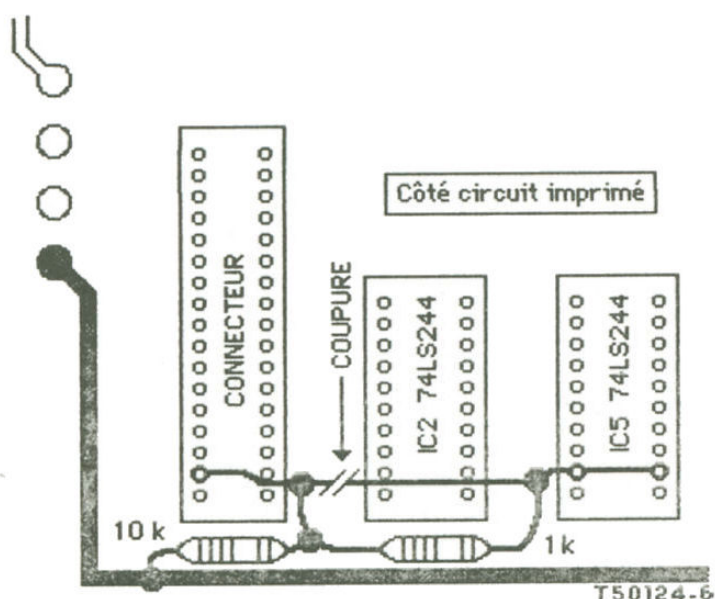 Côté circuit imprimé
CONNECTEUR
COUPURE
IC2 74LS244
IC5 74LS244
10 k
1 k
T50124-6